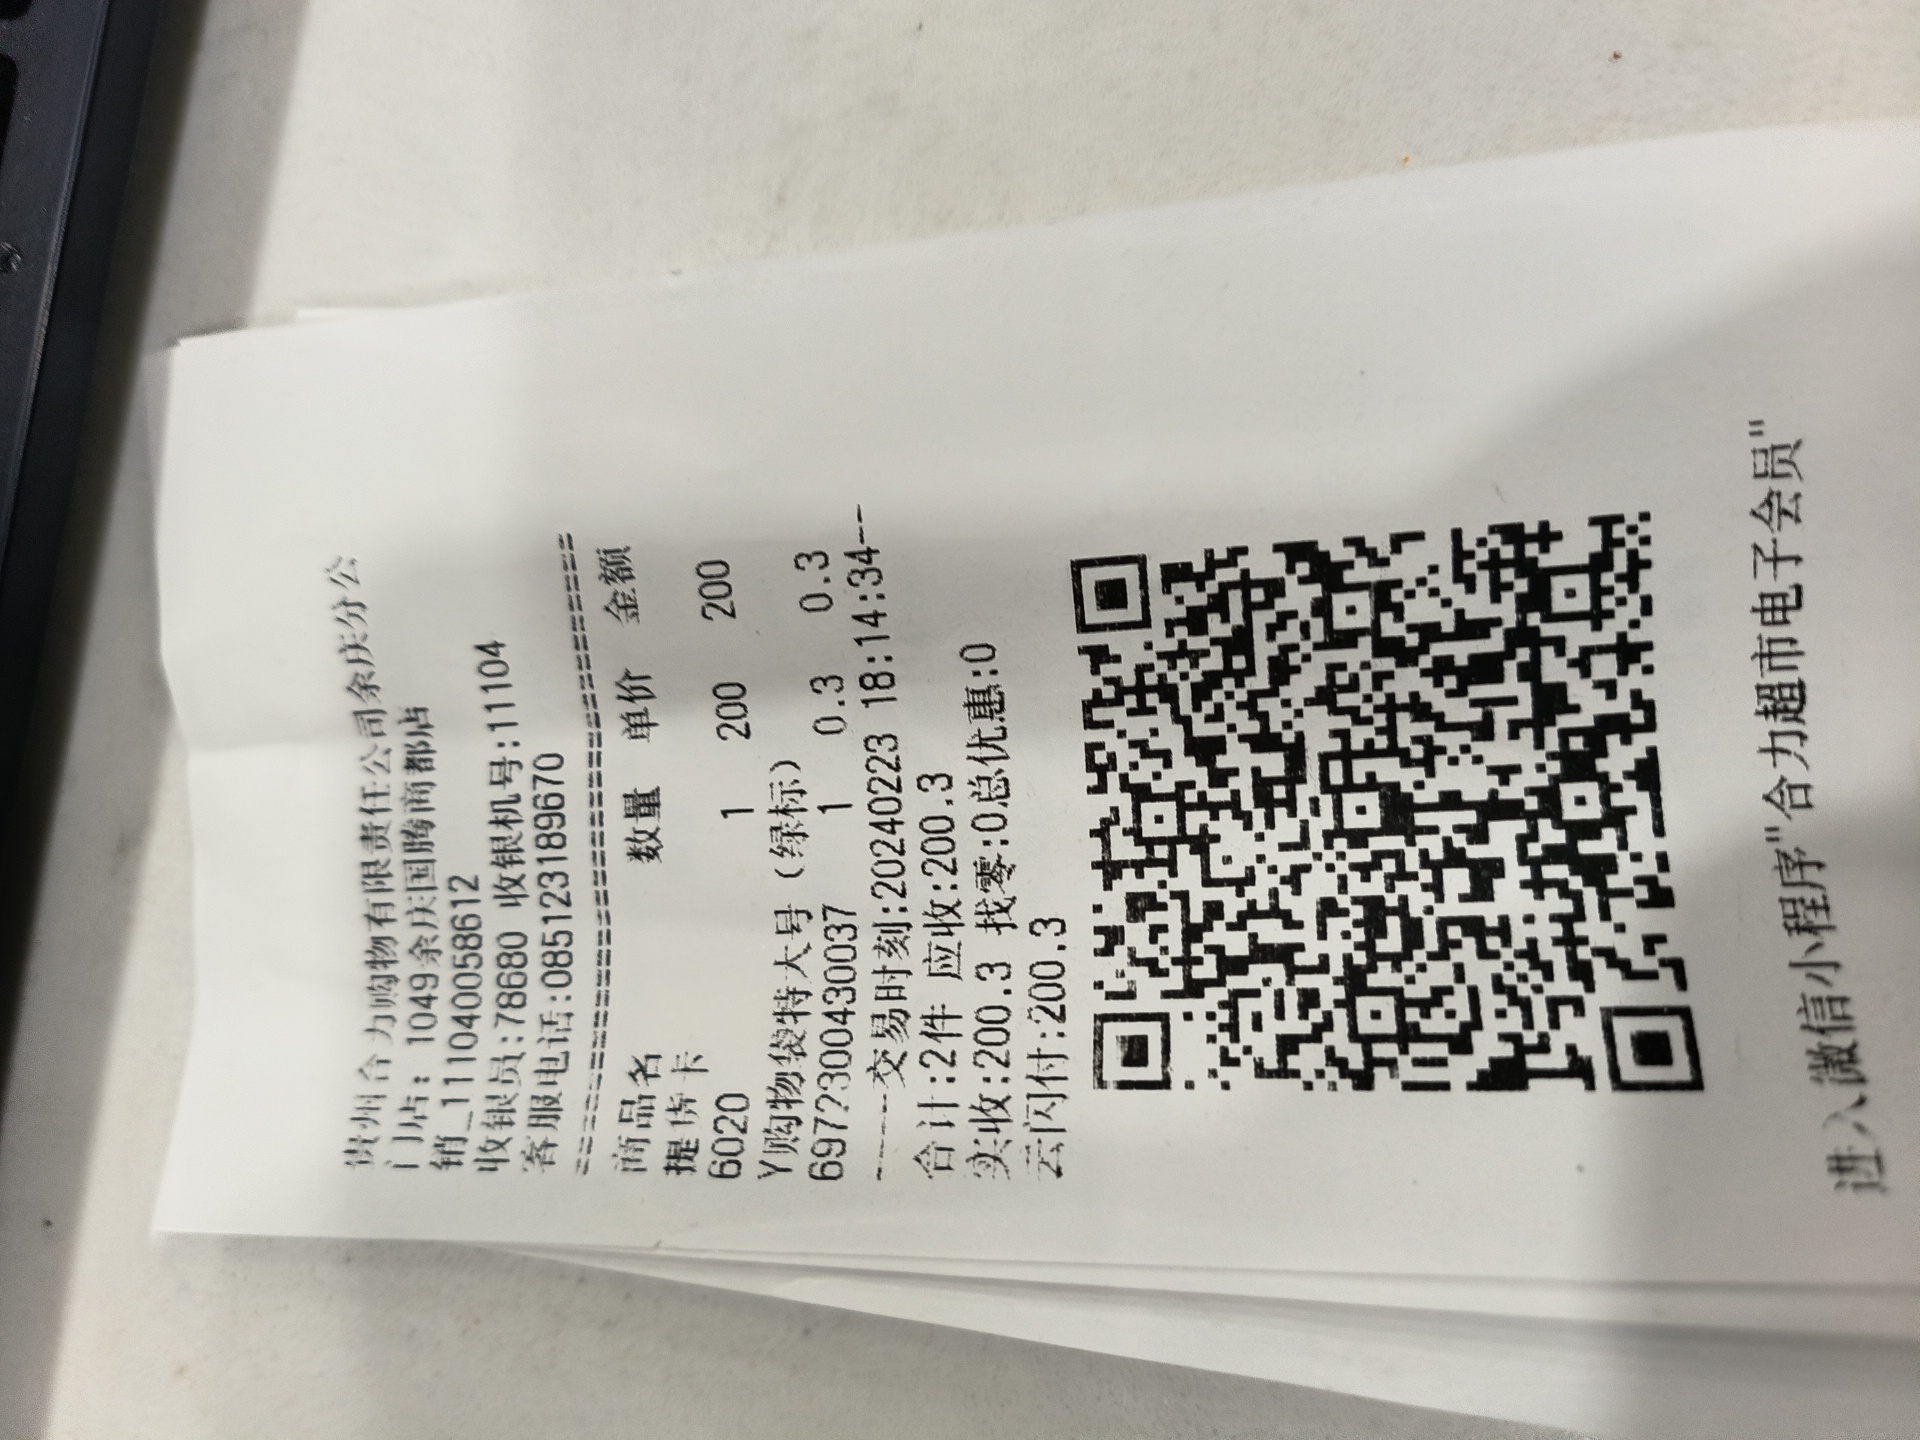 贵州合力购物有限责任公司余庆分公
门店: 1049余庆国腾商都店
销_111040058612
收银员:78680 收银机号:11104
客服电话:085123189670
================================
商品名 数量 单价 金额
提货卡
6020 1 200 200
Y购物袋特大号（绿标）
6972300430037 1 0.3 0.3
-----交易时刻:20240223 18:14:34---
合计:2件 应收:200.3
实收:200.3 找零:0总优惠:0
云闪付:200.3
进入微信小程序"合力超市电子会员"